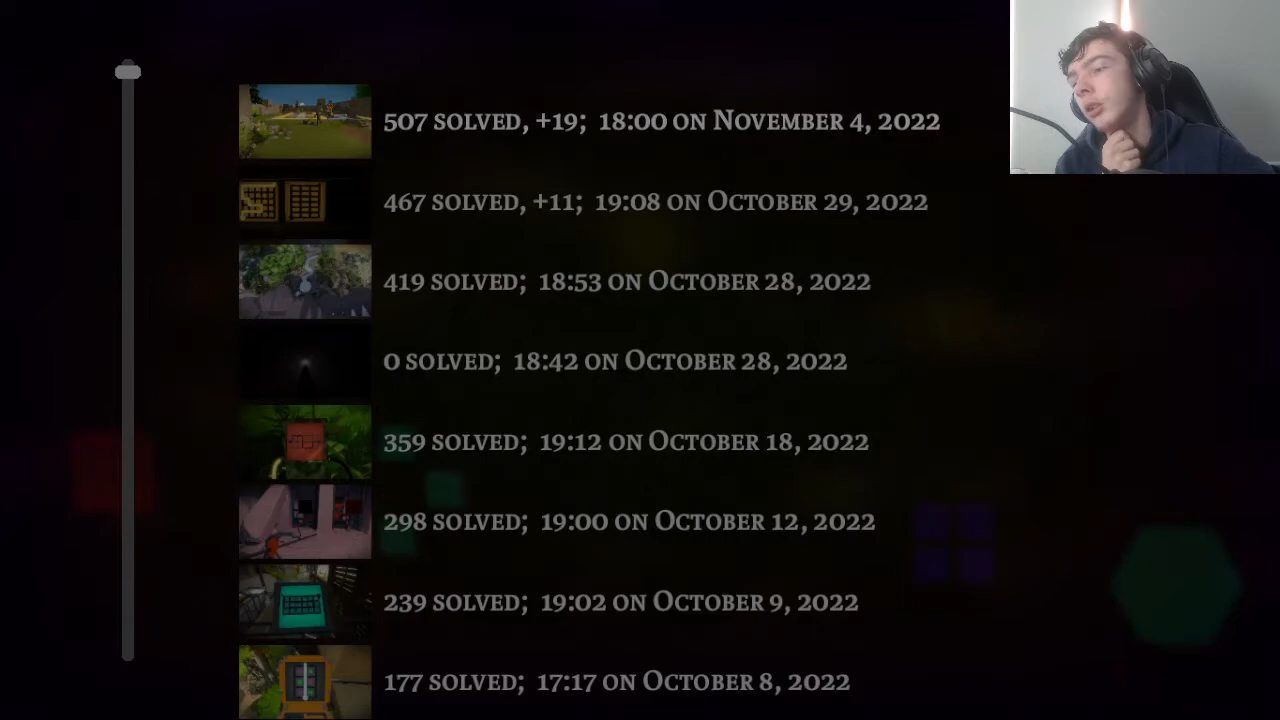 507 SOLVED, +19; 18:00 ON NOVEMBER 4, 2022
467 SOLVED, +11; 19:08 ON OCTOBER 29, 2022
419 SOLVED; 18:53 ON OCTOBER 28, 2022
0 SOLVED; 18:42 ON OCTOBER 28, 2022
359 SOLVED; 19:12 ON OCTOBER 18, 2022
298 SOLVED; 19:00 ON OCTOBER 12, 2022
239 SOLVED; 19:02 ON OCTOBER 9, 2022
177 SOLVED; 17:17 ON OCTOBER 8, 2022